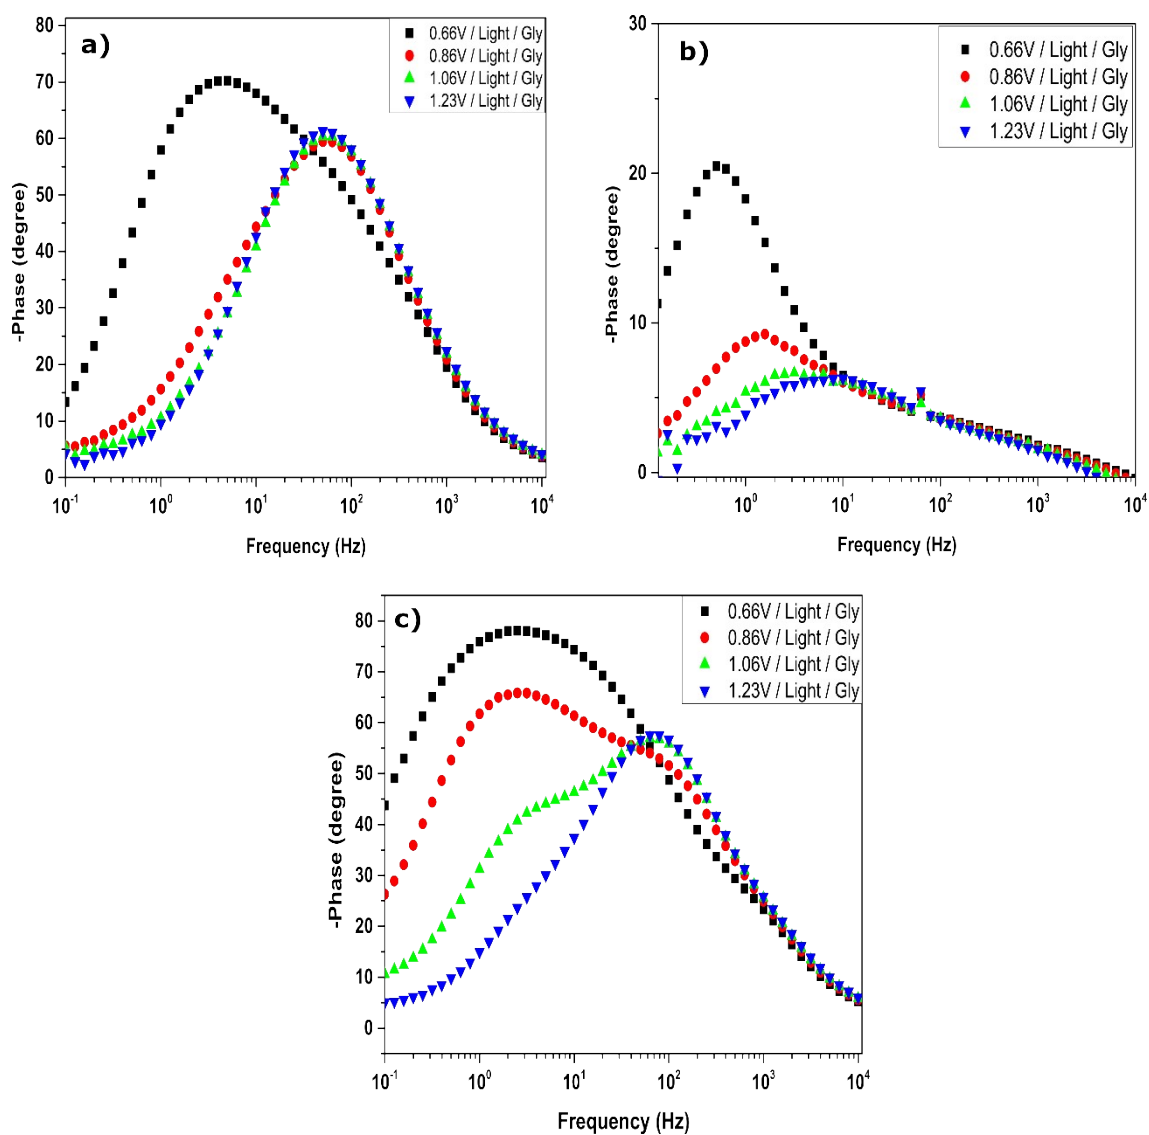 a)
0.66V / Light / Gly
0.86V / Light / Gly
1.06V / Light / Gly
1.23V / Light / Gly
80
70
60
50
40
30
20
10
0
-Phase (degree)
10⁻¹ 10⁰ 10¹ 10² 10³ 10⁴
Frequency (Hz)
b)
0.66V / Light / Gly
0.86V / Light / Gly
1.06V / Light / Gly
1.23V / Light / Gly
30
20
10
0
-Phase (degree)
10⁰ 10¹ 10² 10³ 10⁴
Frequency (Hz)
c)
0.66V / Light / Gly
0.86V / Light / Gly
1.06V / Light / Gly
1.23V / Light / Gly
80
70
60
50
40
30
20
10
0
-Phase (degree)
10⁻¹ 10⁰ 10¹ 10² 10³ 10⁴
Frequency (Hz)